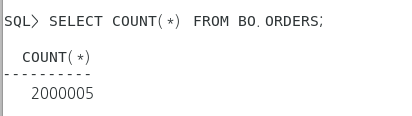 SQL> SELECT COUNT(*) FROM BO.ORDERS;
COUNT(*)
----------
2000005